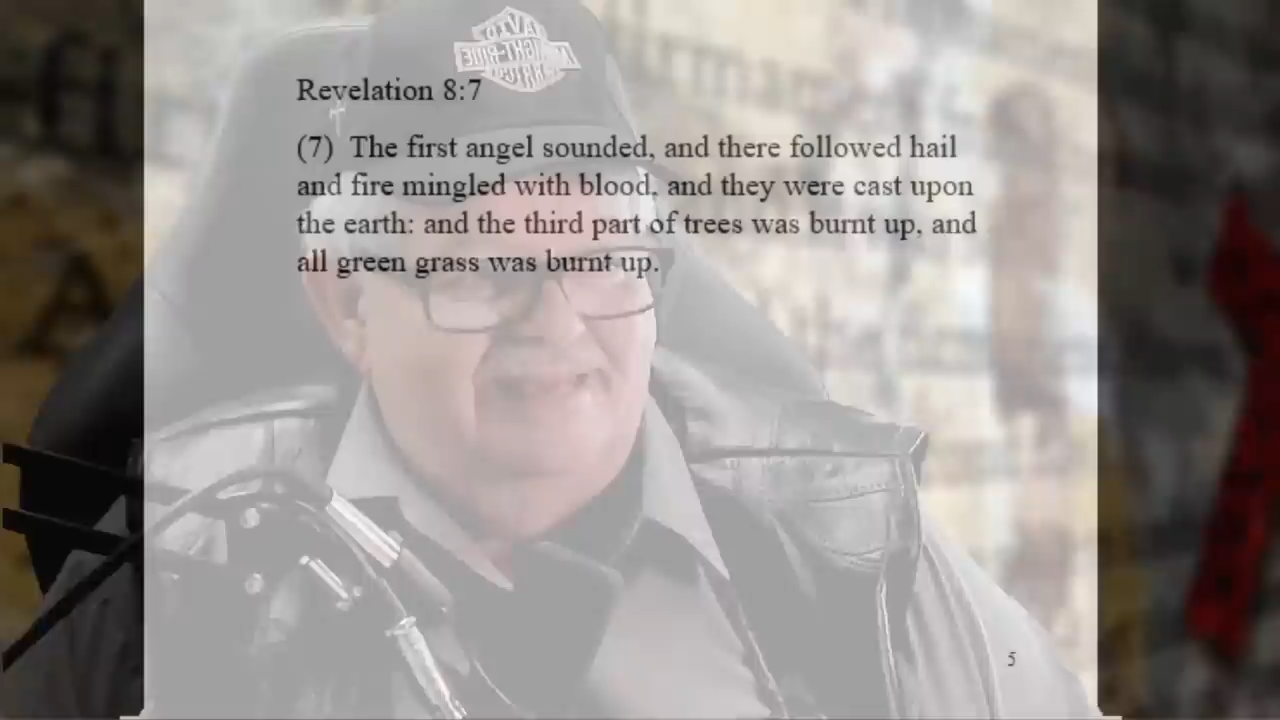 Revelation 8:7
(7) The first angel sounded, and there followed hail
and fire mingled with blood, and they were cast upon
the earth: and the third part of trees was burnt up, and
all green grass was burnt up.
5